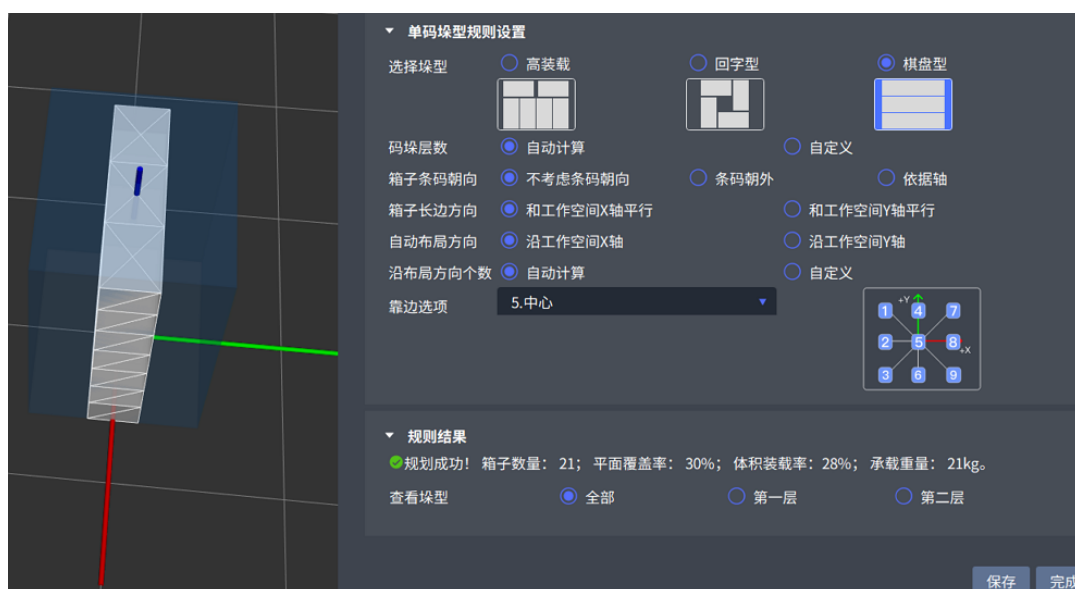 单码垛型规则设置
选择垛型 高装载 回字型 棋盘型
码垛层数 自动计算 自定义
箱子条码朝向 不考虑条码朝向 条码朝外 依据轴
箱子长边方向 和工作空间X轴平行 和工作空间Y轴平行
自动布局方向 沿工作空间X轴 沿工作空间Y轴
沿布局方向个数 自动计算 自定义
靠边选项 5.中心
+Y
1 4 7
2 5 8 +X
3 6 9
规则结果
规划成功! 箱子数量: 21; 平面覆盖率: 30%; 体积装载率:28%; 承载重量: 21kg。
查看垛型 全部 第一层 第二层
保存 完成